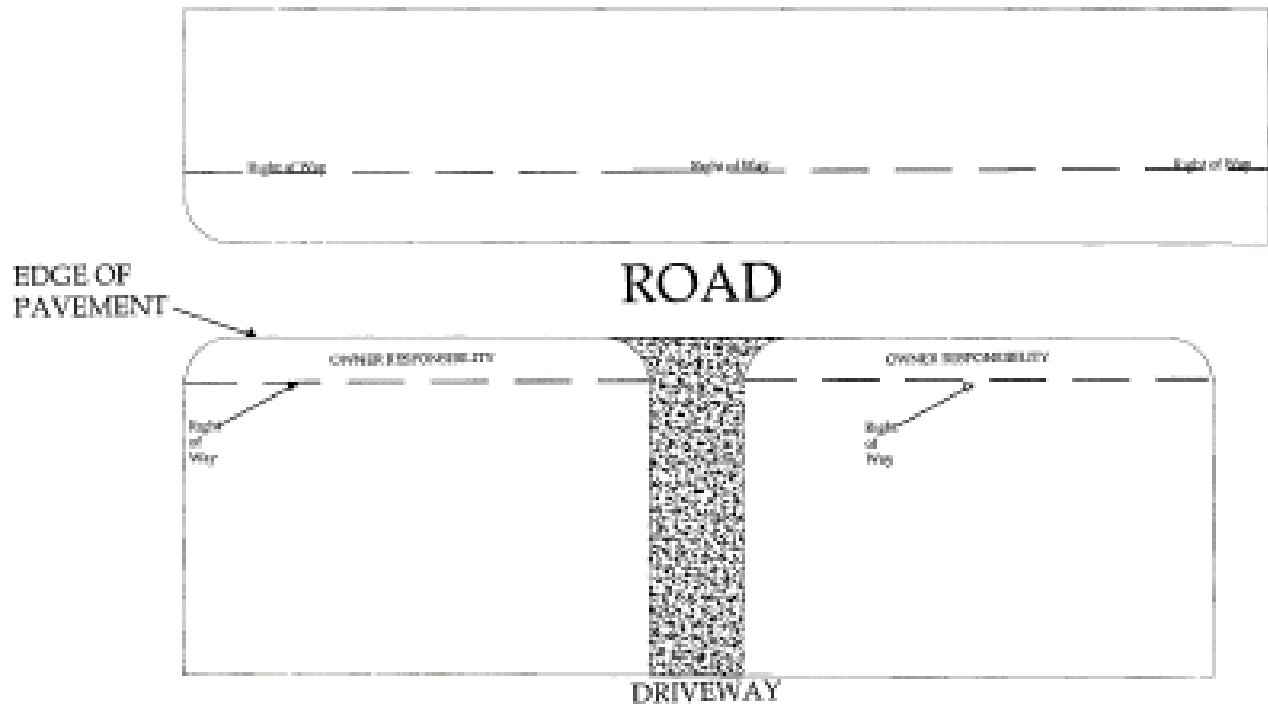 Right of Way
Right of Way
Right of Way
EDGE OF
PAVEMENT
ROAD
OWNER RESPONSIBILITY
OWNER RESPONSIBILITY
Right
of
Way
Right
of
Way
DRIVEWAY